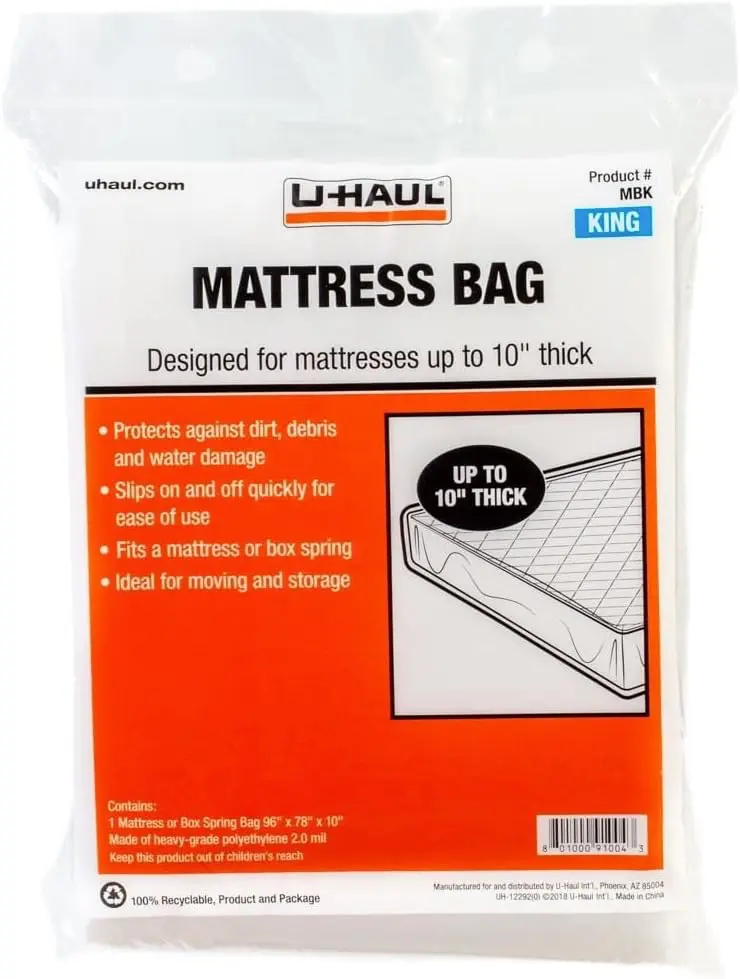 uhaul.com
U-HAUL®
Product #
MBK
KING
MATTRESS BAG
Designed for mattresses up to 10" thick
• Protects against dirt, debris
and water damage
• Slips on and off quickly for
ease of use
• Fits a mattress or box spring
• Ideal for moving and storage
UP TO
10" THICK
Contains:
1 Mattress or Box Spring Bag 96" x 78" x 10"
Made of heavy-grade polyethylene 2.0 mil
Keep this product out of children's reach
8 01000 91004 3
100% Recyclable, Product and Package
Manufactured for and distributed by U-Haul Int'l., Phoenix, AZ 85004
UH-12292(0) ©2018 U-Haul Int'l., Made in China